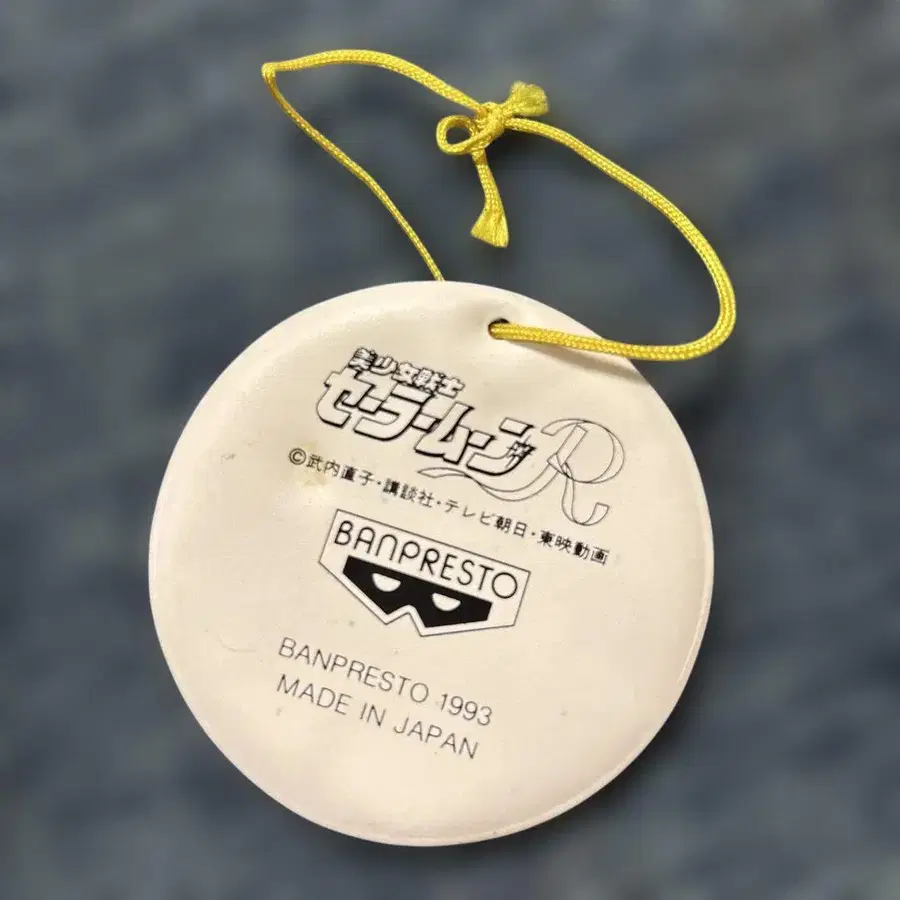 美少女戦士
セーラームーンR
©武内直子・講談社・テレビ朝日・東映動画
BANPRESTO
BANPRESTO 1993
MADE IN JAPAN